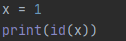 x = 1
print(id(x))